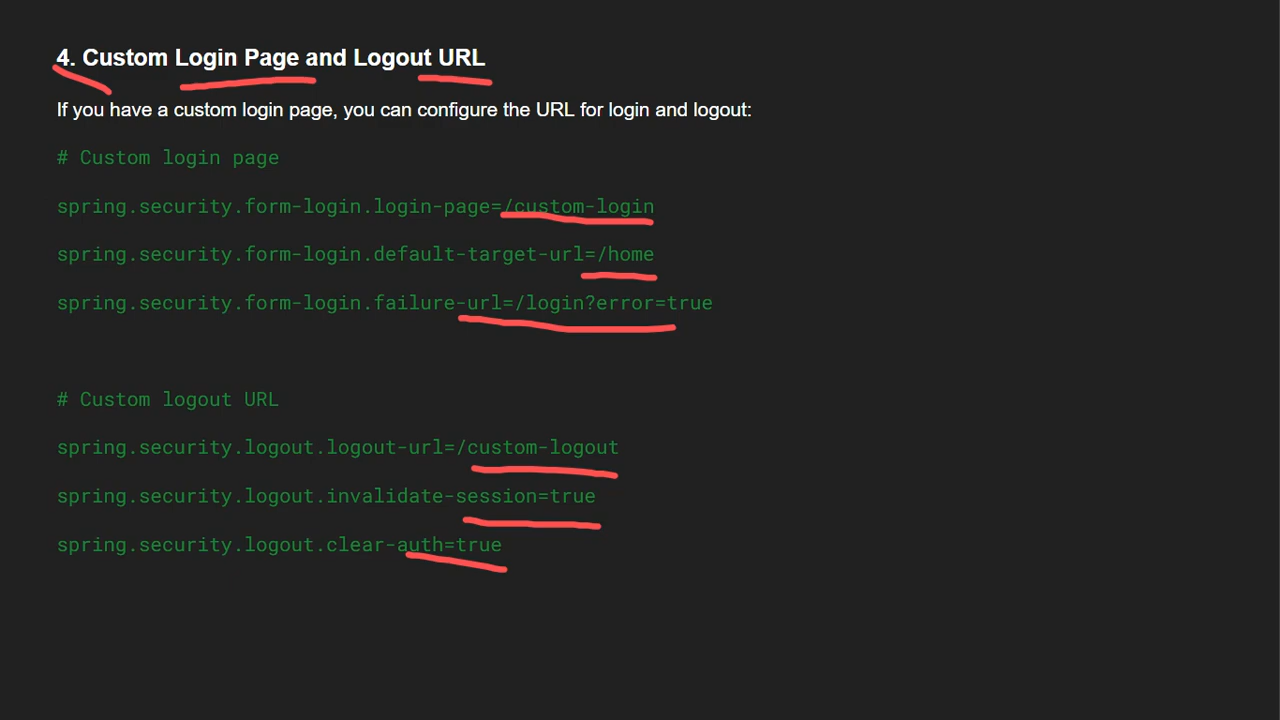 4. Custom Login Page and Logout URL
If you have a custom login page, you can configure the URL for login and logout:
# Custom login page
spring.security.form-login.login-page=/custom-login
spring.security.form-login.default-target-url=/home
spring.security.form-login.failure-url=/login?error=true
# Custom logout URL
spring.security.logout.logout-url=/custom-logout
spring.security.logout.invalidate-session=true
spring.security.logout.clear-auth=true